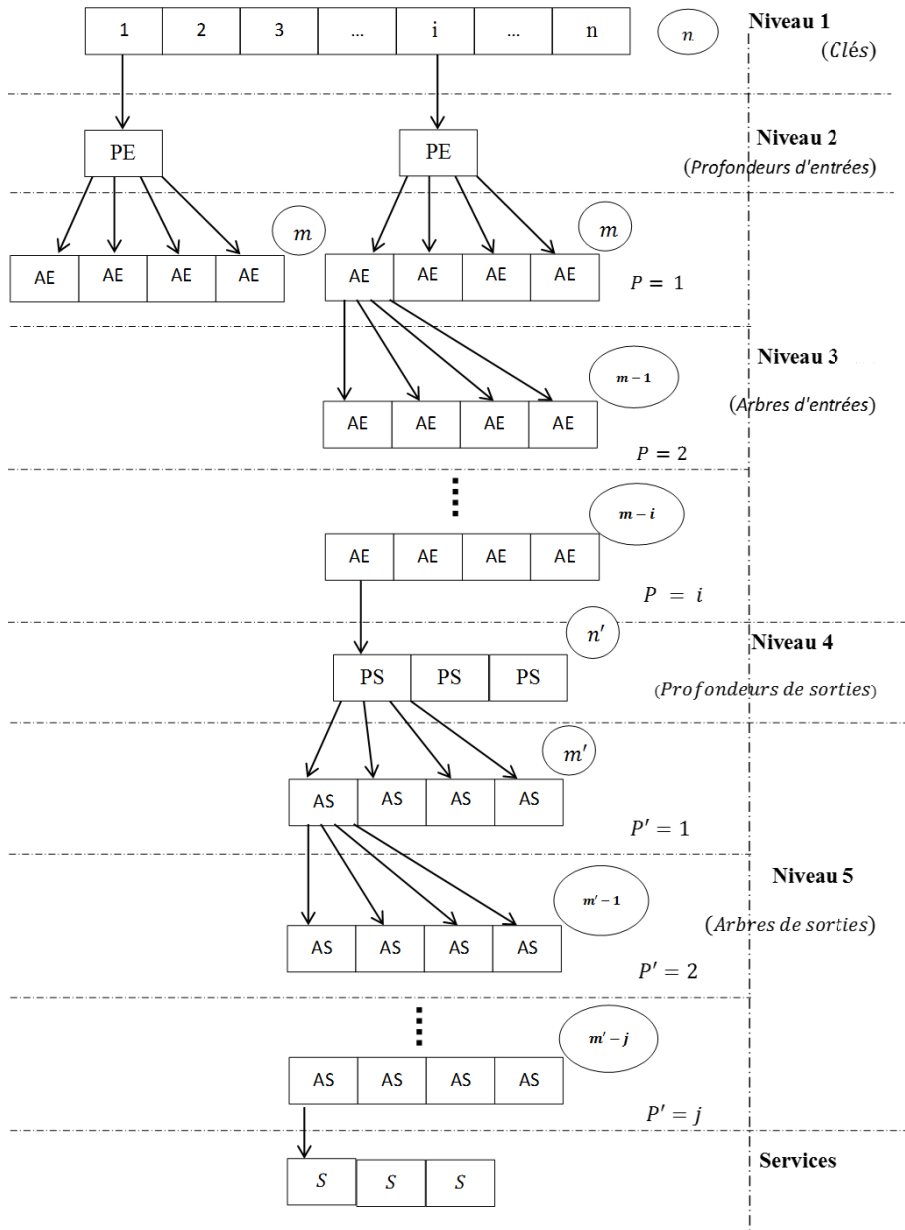 1 2 3 ... i ... n n Niveau 1
(Clés)
PE PE Niveau 2
(Profondeurs d'entrées)
m m
AE AE AE AE AE AE AE AE
P = 1
Niveau 3
m − 1
(Arbres d'entrées)
AE AE AE AE
P = 2
m − i
AE AE AE AE
P = i
n′
Niveau 4
PS PS PS
(Profondeurs de sorties)
m′
AS AS AS AS
P′ = 1
Niveau 5
m′ − 1
(Arbres de sorties)
AS AS AS AS
P′ = 2
m′ − j
AS AS AS AS
P′ = j
Services
S S S